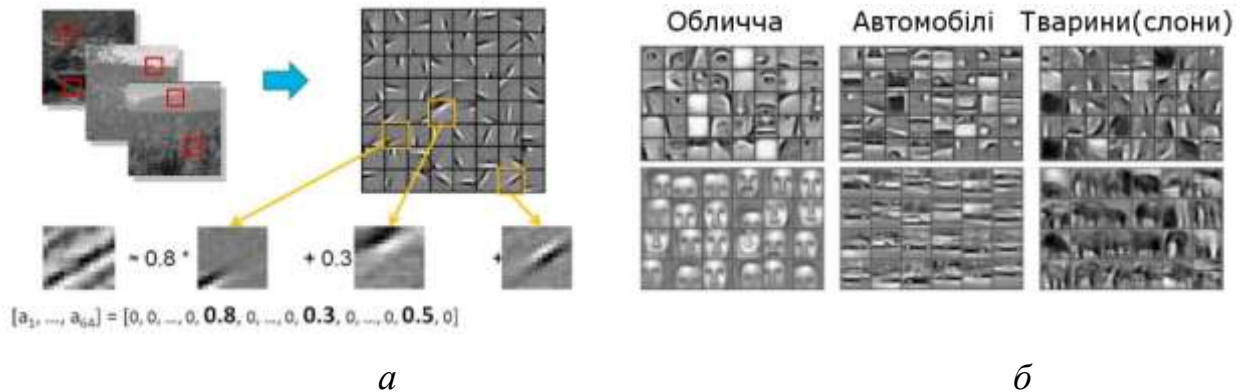 Обличча Автомобілі Тварини(слони)
≈ 0.8 * + 0.3 +
[a₁, ..., a₆₄] = [0, 0, ..., 0, 0.8, 0, ..., 0, 0.3, 0, ..., 0, 0.5, 0]
а б